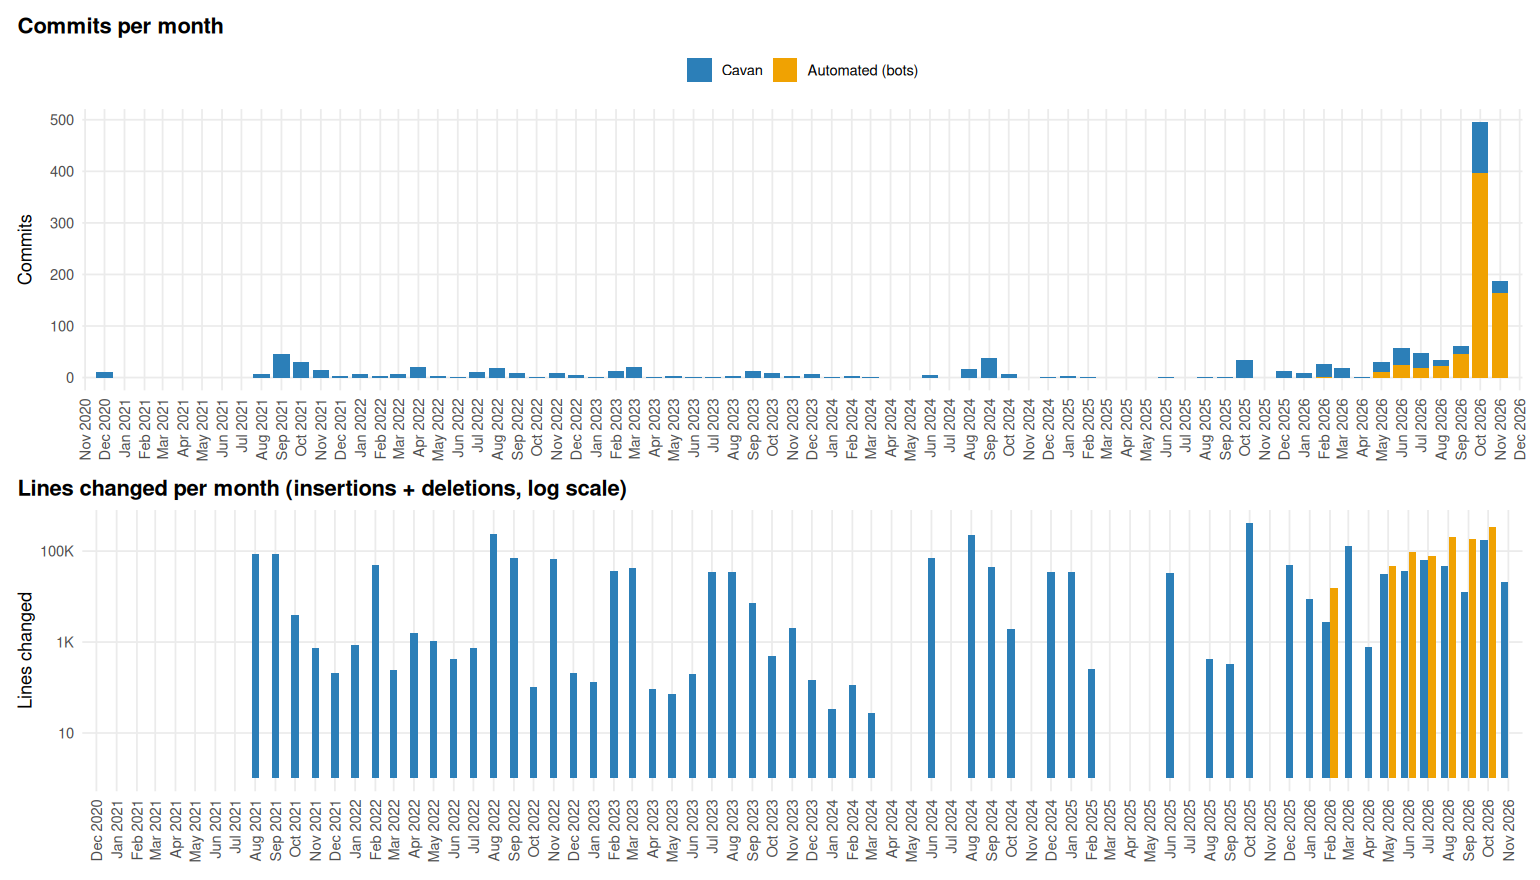 Commits per month
Cavan Automated (bots)
Commits
500
400
300
200
100
0
Nov 2020
Dec 2020
Jan 2021
Feb 2021
Mar 2021
Apr 2021
May 2021
Jun 2021
Jul 2021
Aug 2021
Sep 2021
Oct 2021
Nov 2021
Dec 2021
Jan 2022
Feb 2022
Mar 2022
Apr 2022
May 2022
Jun 2022
Jul 2022
Aug 2022
Sep 2022
Oct 2022
Nov 2022
Dec 2022
Jan 2023
Feb 2023
Mar 2023
Apr 2023
May 2023
Jun 2023
Jul 2023
Aug 2023
Sep 2023
Oct 2023
Nov 2023
Dec 2023
Jan 2024
Feb 2024
Mar 2024
Apr 2024
May 2024
Jun 2024
Jul 2024
Aug 2024
Sep 2024
Oct 2024
Nov 2024
Dec 2024
Jan 2025
Feb 2025
Mar 2025
Apr 2025
May 2025
Jun 2025
Jul 2025
Aug 2025
Sep 2025
Oct 2025
Nov 2025
Dec 2025
Jan 2026
Feb 2026
Mar 2026
Apr 2026
May 2026
Jun 2026
Jul 2026
Aug 2026
Sep 2026
Oct 2026
Nov 2026
Dec 2026
Lines changed per month (insertions + deletions, log scale)
Lines changed
100K
1K
10
Dec 2020
Jan 2021
Feb 2021
Mar 2021
Apr 2021
May 2021
Jun 2021
Jul 2021
Aug 2021
Sep 2021
Oct 2021
Nov 2021
Dec 2021
Jan 2022
Feb 2022
Mar 2022
Apr 2022
May 2022
Jun 2022
Jul 2022
Aug 2022
Sep 2022
Oct 2022
Nov 2022
Dec 2022
Jan 2023
Feb 2023
Mar 2023
Apr 2023
May 2023
Jun 2023
Jul 2023
Aug 2023
Sep 2023
Oct 2023
Nov 2023
Dec 2023
Jan 2024
Feb 2024
Mar 2024
Apr 2024
May 2024
Jun 2024
Jul 2024
Aug 2024
Sep 2024
Oct 2024
Nov 2024
Dec 2024
Jan 2025
Feb 2025
Mar 2025
Apr 2025
May 2025
Jun 2025
Jul 2025
Aug 2025
Sep 2025
Oct 2025
Nov 2025
Dec 2025
Jan 2026
Feb 2026
Mar 2026
Apr 2026
May 2026
Jun 2026
Jul 2026
Aug 2026
Sep 2026
Oct 2026
Nov 2026